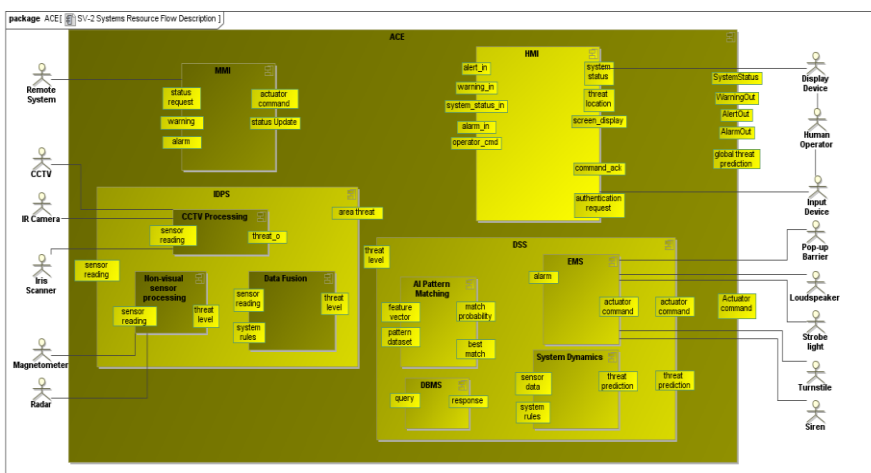 package ACE [ SV-2 Systems Resource Flow Description ]
ACE
MMI
status
request
actuator
command
warning
status Update
alarm
HMI
alert_in
system
status
warning_in
threat
location
system_status_in
screen_display
alarm_in
operator_cmd
command_ack
authentication
request
SystemStatus
WarningOut
AlertOut
AlarmOut
global threat
prediction
Remote
System
CCTV
IR Camera
Iris
Scanner
Magnetometer
Radar
IDPS
area threat
CCTV Processing
sensor
reading
threat_o
sensor
reading
Non-visual
sensor
processing
sensor
reading
threat
level
Data Fusion
sensor
reading
threat
level
system
rules
DSS
threat
level
AI Pattern
Matching
feature
vector
match
probability
pattern
dataset
best
match
DBMS
query
response
EMS
alarm
actuator
command
actuator
command
Actuator
command
System Dynamics
sensor
data
threat
prediction
threat
prediction
system
rules
Display
Device
Human
Operator
Input
Device
Pop-up
Barrier
Loudspeaker
Strobe
light
Turnstile
Siren